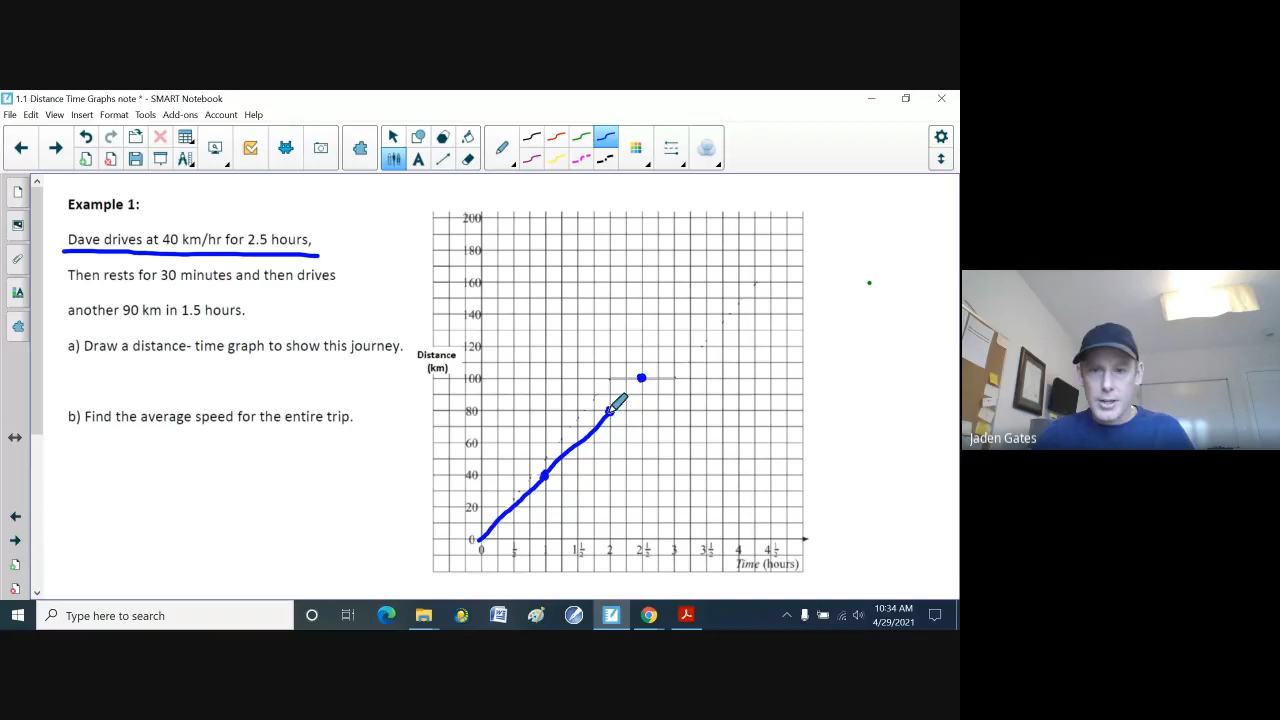 1.1 Distance Time Graphs note * - SMART Notebook
File Edit View Insert Format Tools Add-ons Account Help
Example 1:
Dave drives at 40 km/hr for 2.5 hours,
Then rests for 30 minutes and then drives
another 90 km in 1.5 hours.
a) Draw a distance- time graph to show this journey.
b) Find the average speed for the entire trip.
200
180
160
140
120
Distance
(km)
100
80
60
40
20
0
0 ½ 1 1½ 2 2½ 3 3½ 4 4½
Time (hours)
Jaden Gates
Type here to search
10:34 AM
4/29/2021